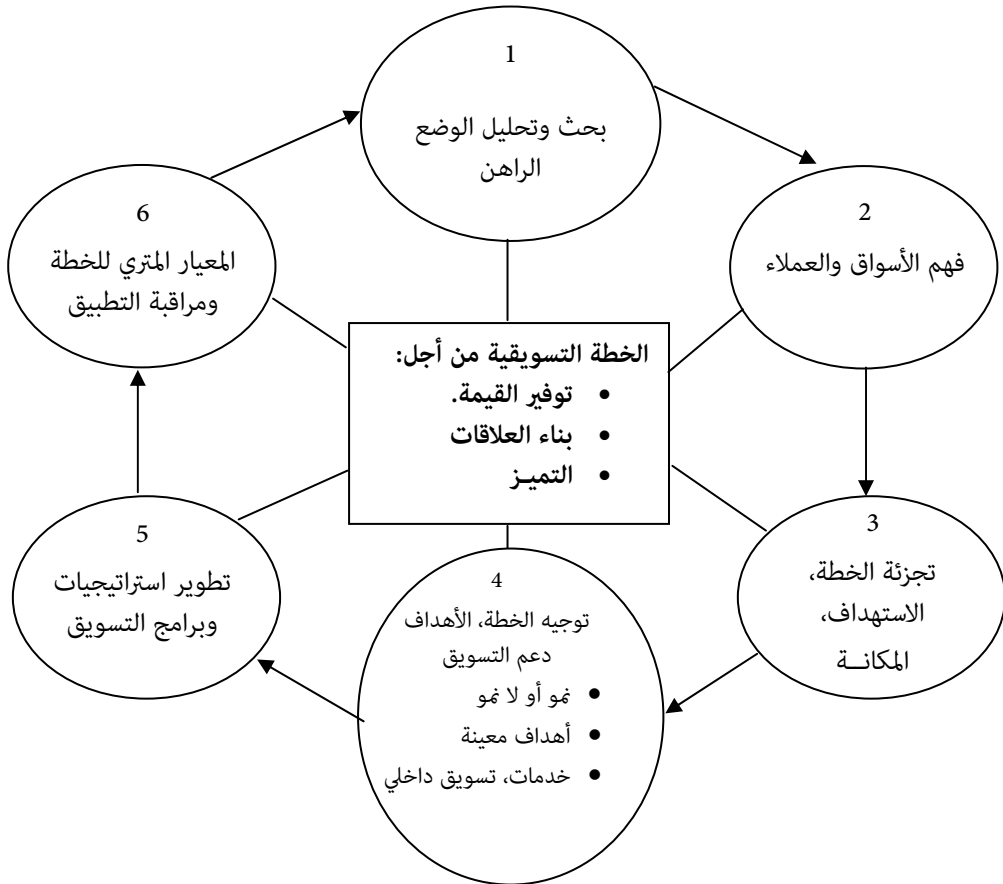 1
بحث وتحليل الوضع
الراهن
2
فهم الأسواق والعملاء
3
تجزئة الخطة،
الاستهداف،
المكانــة
4
توجيه الخطة، الأهداف
دعم التسويق
• نمو أو لا نمو
• أهداف معينة
• خدمات، تسويق داخلي
5
تطوير استراتيجيات
وبرامج التسويق
6
المعيار المتري للخطة
ومراقبة التطبيق
الخطة التسويقية من أجل:
• توفير القيمة.
• بناء العلاقات
• التميـز